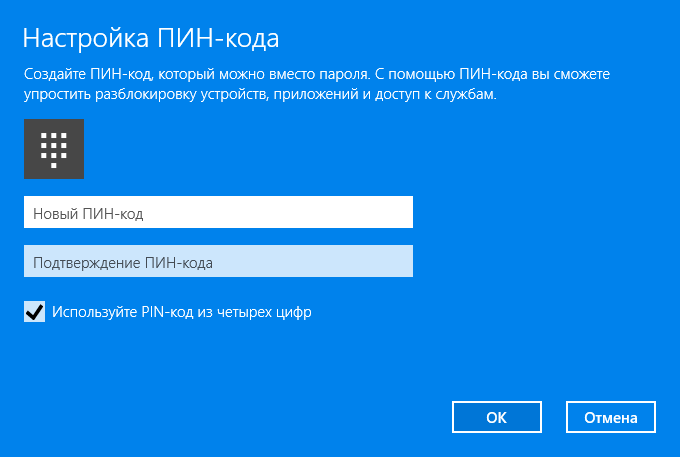 Настройка ПИН-кода
Создайте ПИН-код, который можно вместо пароля. С помощью ПИН-кода вы сможете
упростить разблокировку устройств, приложений и доступ к службам.
Новый ПИН-код
Подтверждение ПИН-кода
Используйте PIN-код из четырех цифр
ОК
Отмена